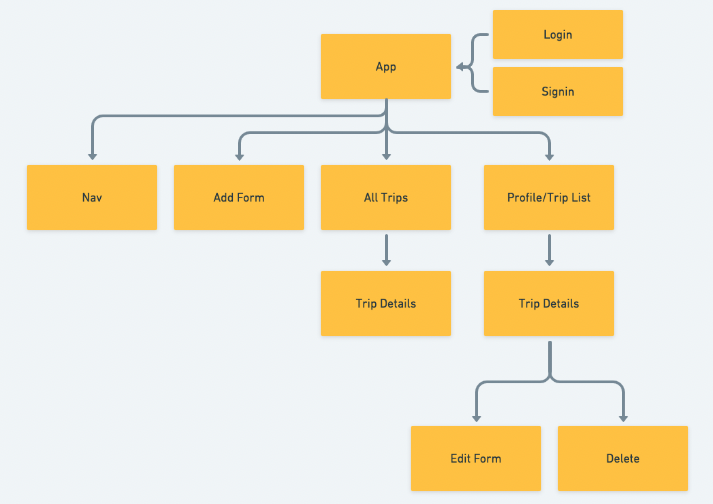 Login
App
Signin
Nav
Add Form
All Trips
Profile/Trip List
Trip Details
Trip Details
Edit Form
Delete